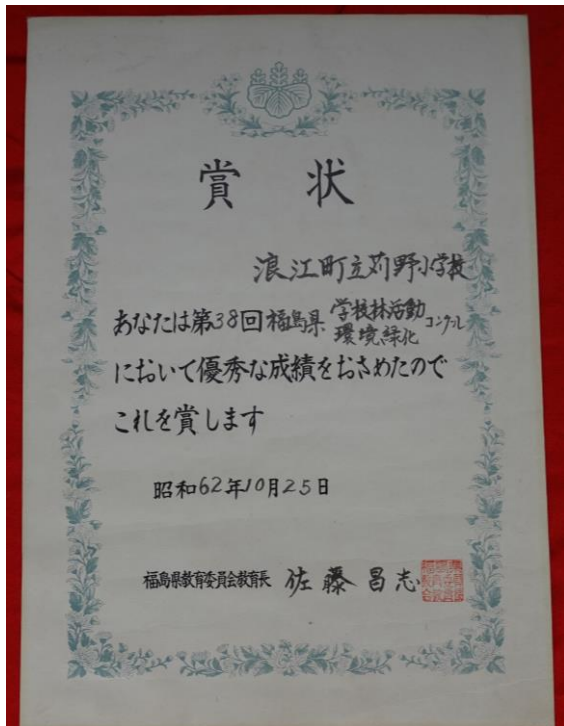 賞状
浪江町立苅野小学校
あなたは第38回福島県 学校林活動 コンクール
環境緑化
において優秀な成績をおさめたので
これを賞します
昭和62年10月25日
福島県教育委員会教育長 佐藤昌志